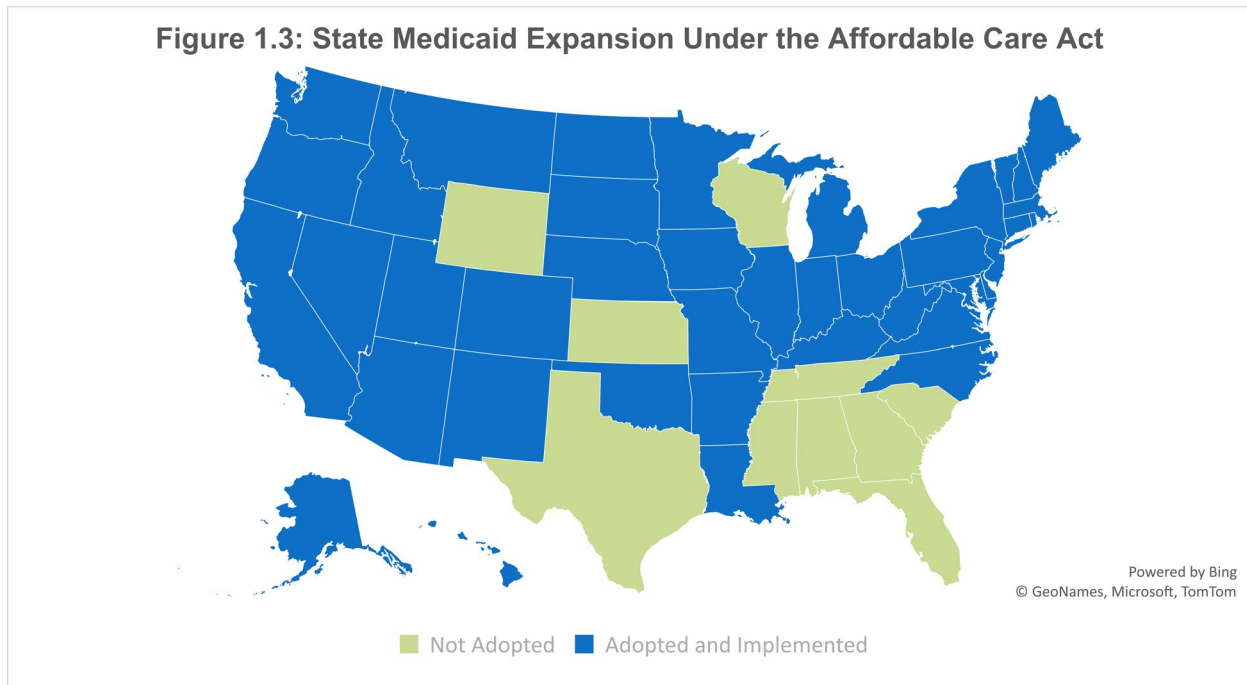 Figure 1.3: State Medicaid Expansion Under the Affordable Care Act
Powered by Bing
© GeoNames, Microsoft, TomTom
Not Adopted Adopted and Implemented